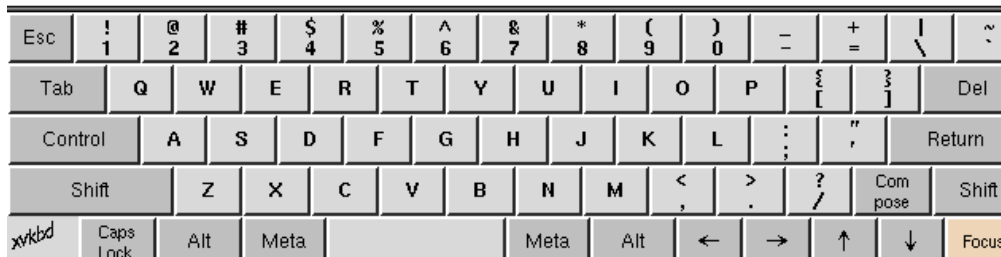 Esc ! 1 @ 2 # 3 $ 4 % 5 ^ 6 & 7 * 8 ( 9 ) 0 _ - + = | \ ~ `
Tab Q W E R T Y U I O P { [ } ] Del
Control A S D F G H J K L : ; " ' Return
Shift Z X C V B N M < , > . ? / Com pose Shift
xvkbd Caps Lock Alt Meta Meta Alt ← → ↑ ↓ Focus